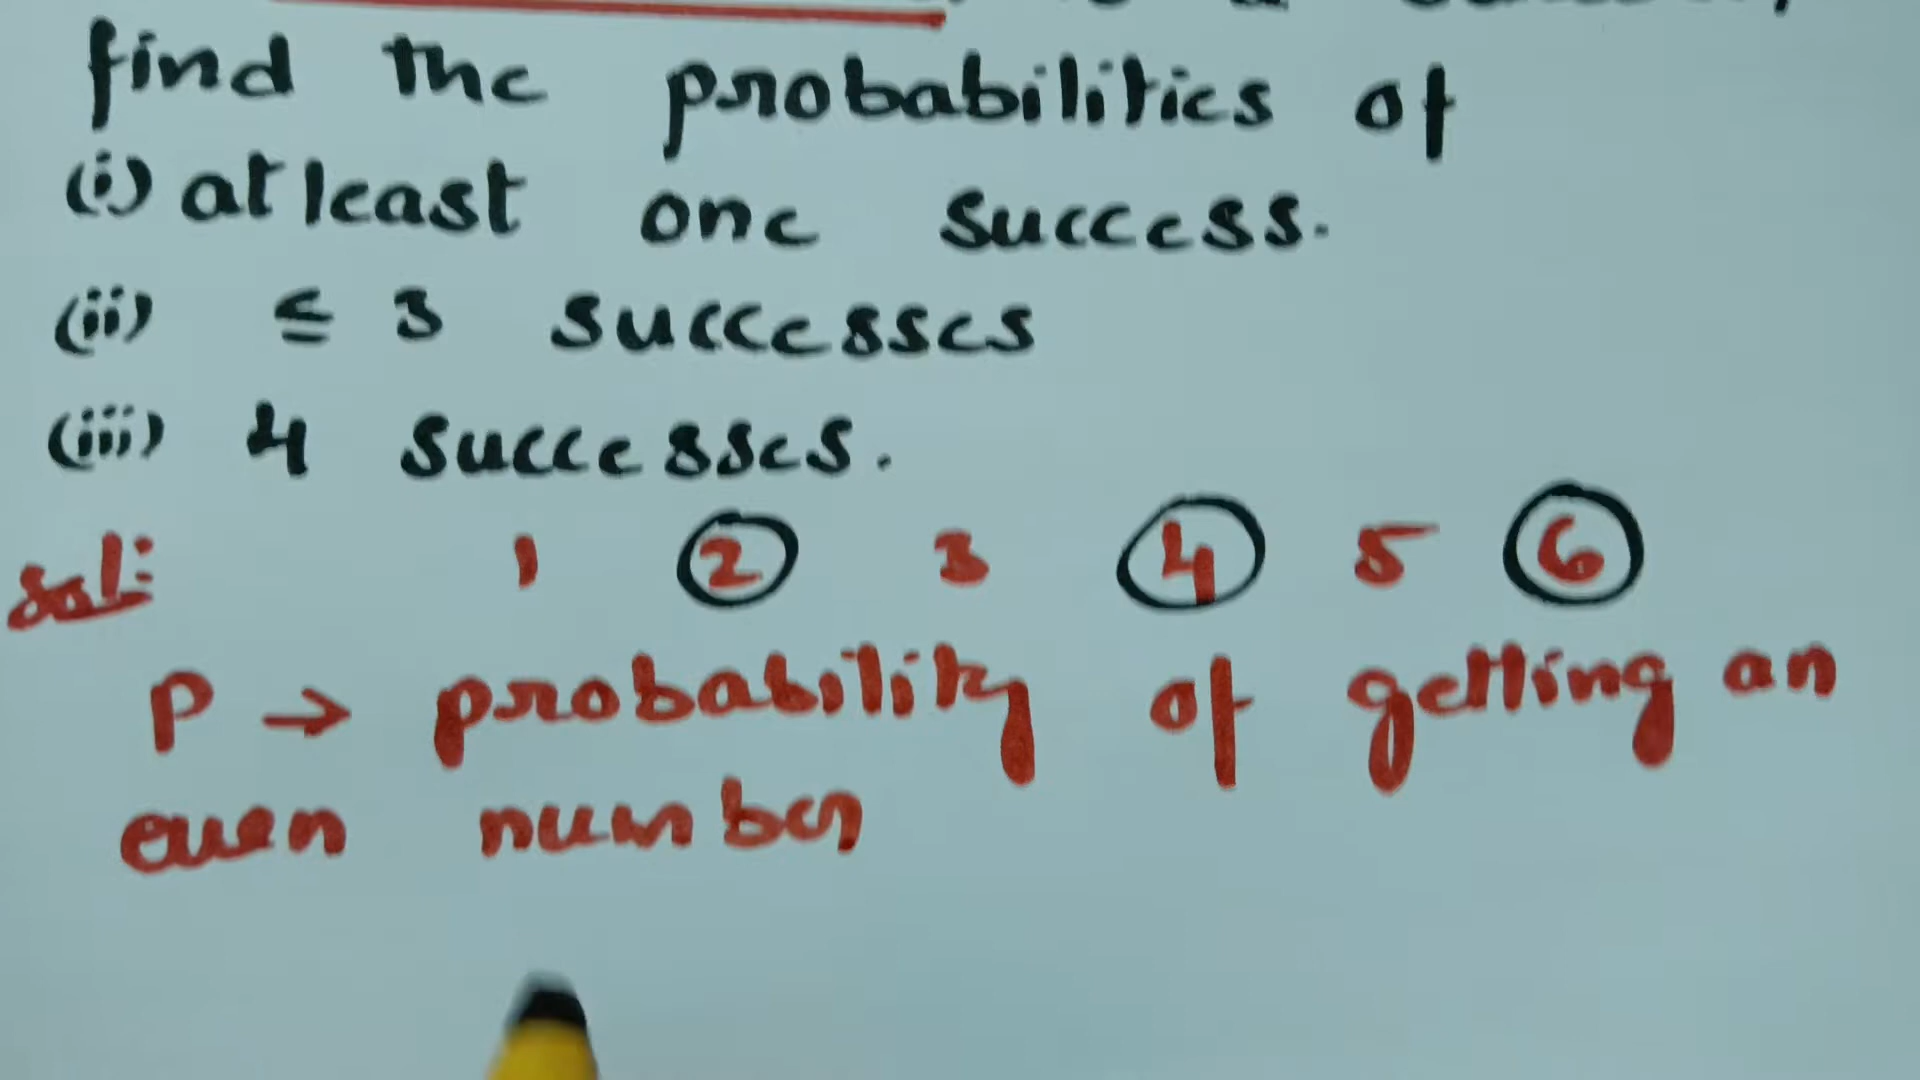 find the probabilities of
(i) atleast one success.
(ii) ≤ 3 successes
(iii) 4 successes.
Sol: 1 2 3 4 5 6
P → probability of getting an
even number